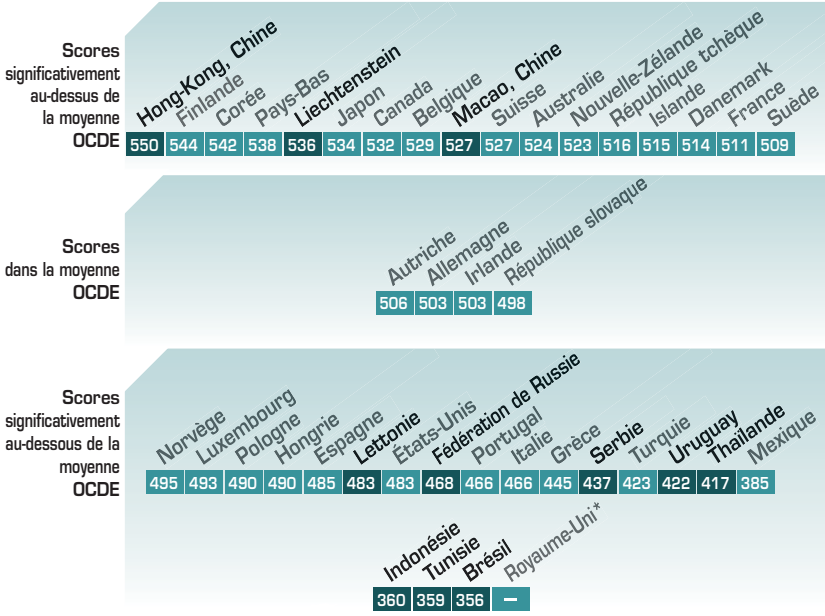 Scores
significativement
au-dessus de
la moyenne
OCDE
Hong-Kong, Chine
Finlande
Corée
Pays-Bas
Liechtenstein
Japon
Canada
Belgique
Macao, Chine
Suisse
Australie
Nouvelle-Zélande
République tchèque
Islande
Danemark
France
Suède
550 544 542 538 536 534 532 529 527 527 524 523 516 515 514 511 509
Scores
dans la moyenne
OCDE
Autriche
Allemagne
Irlande
République slovaque
506 503 503 498
Scores
significativement
au-dessous de la
moyenne
OCDE
Norvège
Luxembourg
Pologne
Hongrie
Espagne
Lettonie
États-Unis
Fédération de Russie
Portugal
Italie
Grèce
Serbie
Turquie
Uruguay
Thaïlande
Mexique
495 493 490 490 485 483 483 468 466 466 445 437 423 422 417 385
Indonésie
Tunisie
Brésil
Royaume-Uni*
360 359 356 –